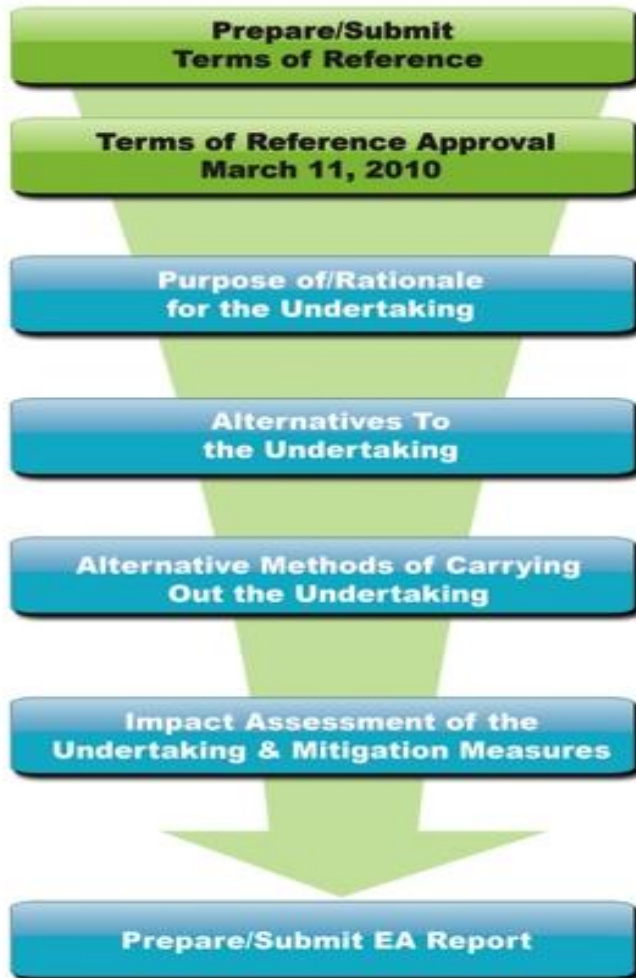 Prepare/Submit
Terms of Reference
Terms of Reference Approval
March 11, 2010
Purpose of/Rationale
for the Undertaking
Alternatives To
the Undertaking
Alternative Methods of Carrying
Out the Undertaking
Impact Assessment of the
Undertaking & Mitigation Measures
Prepare/Submit EA Report